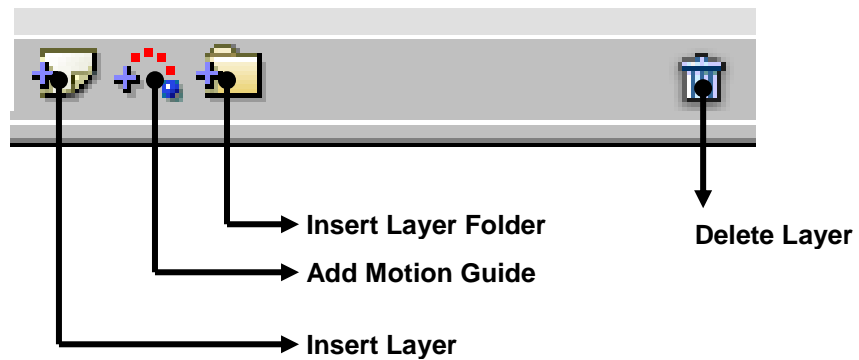 Insert Layer Folder
Delete Layer
Add Motion Guide
Insert Layer